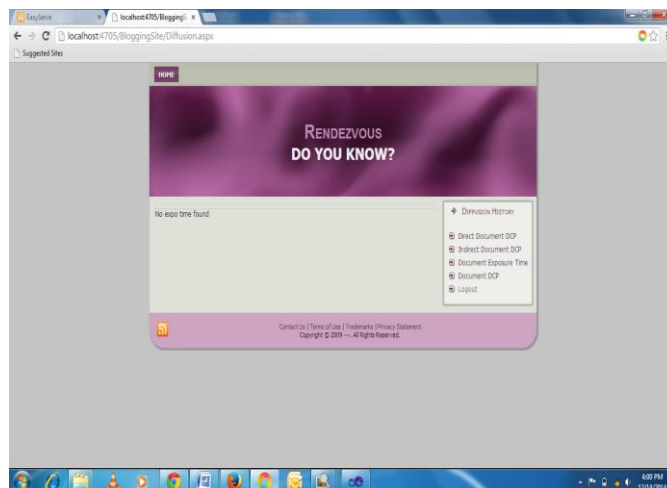 EasyServe
localhost:4705/BloggingS
localhost:4705/BloggingSite/Diffusion.aspx
Suggested Sites
HOME
RENDEZVOUS
DO YOU KNOW?
No expo time found
DIFFUSION HISTORY
Direct Document DCP
Indirect Document DCP
Document Exposure Time
Document DCP
Logout
Contact Us | Terms of Use | Trademarks | Privacy Statement
Copyright © 2009 ---. All Rights Reserved.
4:00 PM